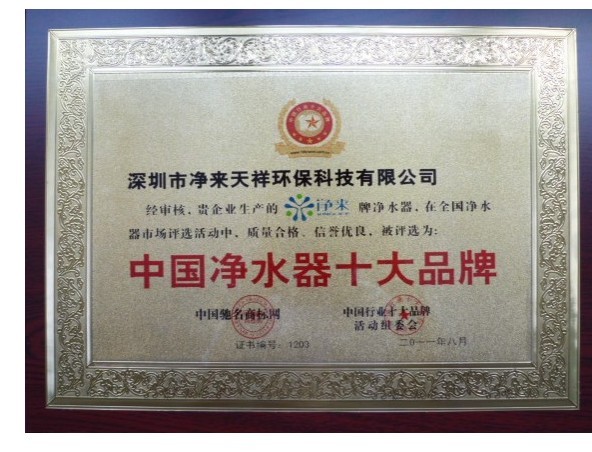 深圳市净来天祥环保科技有限公司
经审核,贵企业生产的 净来 牌净水器,在全国净水
器市场评选活动中,质量合格、信誉优良,被评选为:
中国净水器十大品牌
中国驰名商标网 中国行业十大品牌
活动组委会
证书编号:1203 二〇一一年八月